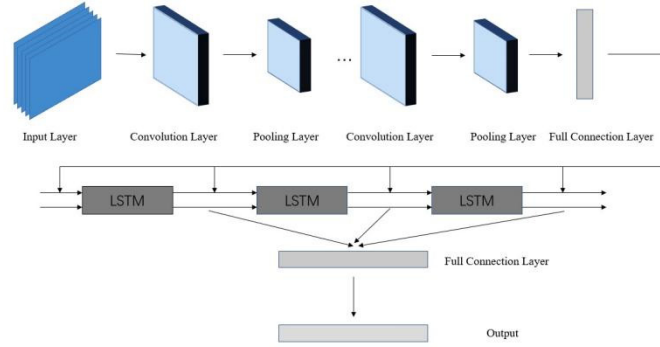 ...
Input Layer
Convolution Layer
Pooling Layer
Convolution Layer
Pooling Layer
Full Connection Layer
LSTM
LSTM
LSTM
Full Connection Layer
Output